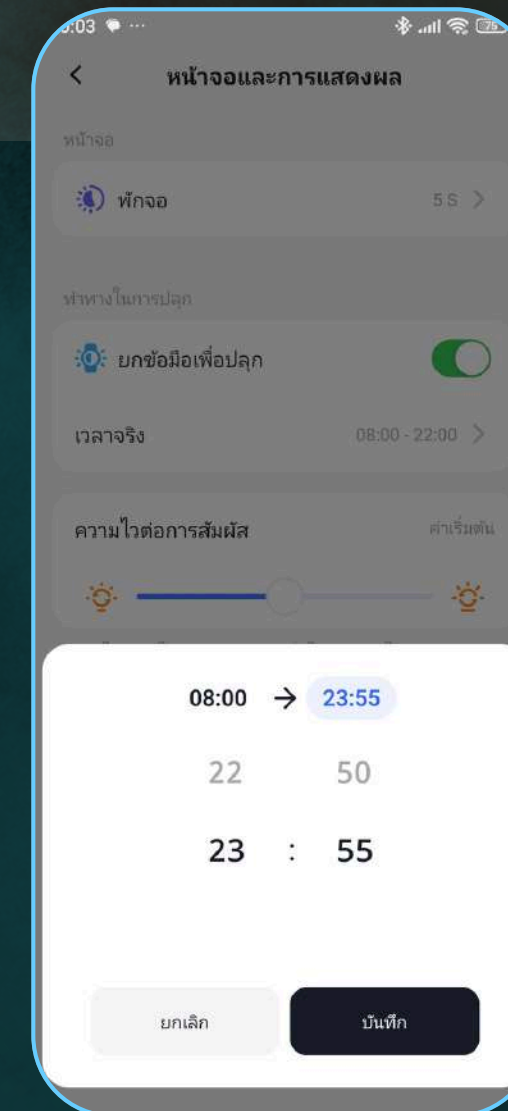 :03
75
หน้าจอและการแสดงผล
หน้าจอ
พักจอ
5 S
ท่าทางในการปลุก
ยกข้อมือเพื่อปลุก
เวลาจริง
08:00 - 22:00
ความไวต่อการสัมผัส
ค่าเริ่มต้น
08:00 → 23:55
22 50
23 : 55
ยกเลิก
บันทึก